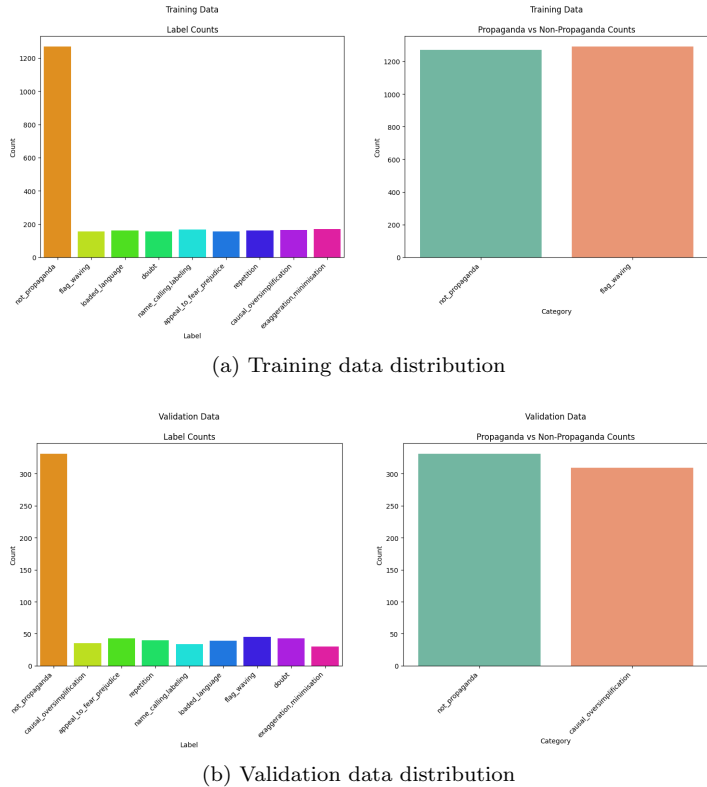 Training Data
Label Counts
Count
1200
1000
800
600
400
200
0
not_propaganda
flag_waving
loaded_language
doubt
name_calling,labeling
appeal_to_fear_prejudice
repetition
causal_oversimplification
exaggeration,minimisation
Label
Training Data
Propaganda vs Non-Propaganda Counts
Count
1200
1000
800
600
400
200
0
not_propaganda
flag_waving
Category
(a) Training data distribution
Validation Data
Label Counts
Count
300
250
200
150
100
50
0
not_propaganda
causal_oversimplification
appeal_to_fear_prejudice
repetition
name_calling,labeling
loaded_language
flag_waving
doubt
exaggeration,minimisation
Label
Validation Data
Propaganda vs Non-Propaganda Counts
Count
300
250
200
150
100
50
0
not_propaganda
causal_oversimplification
Category
(b) Validation data distribution